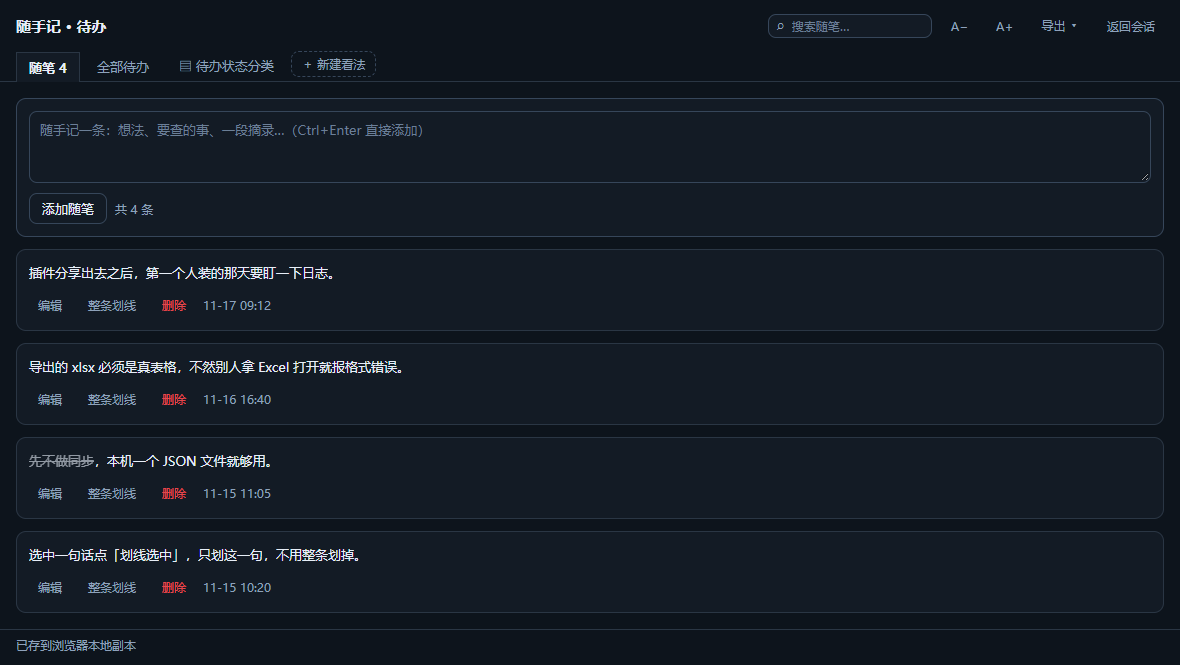 随手记 • 待办
搜索随笔...
A−
A+
导出
返回会话
随笔 4
全部待办
待办状态分类
+ 新建看法
随手记一条：想法、要查的事、一段摘录...（Ctrl+Enter 直接添加）
添加随笔 共 4 条
插件分享出去之后，第一个人装的那天要盯一下日志。
编辑 整条划线 删除 11-17 09:12
导出的 xlsx 必须是真表格，不然别人拿 Excel 打开就报格式错误。
编辑 整条划线 删除 11-16 16:40
先不做同步，本机一个 JSON 文件就够用。
编辑 整条划线 删除 11-15 11:05
选中一句话点「划线选中」，只划这一句，不用整条划掉。
编辑 整条划线 删除 11-15 10:20
已存到浏览器本地副本